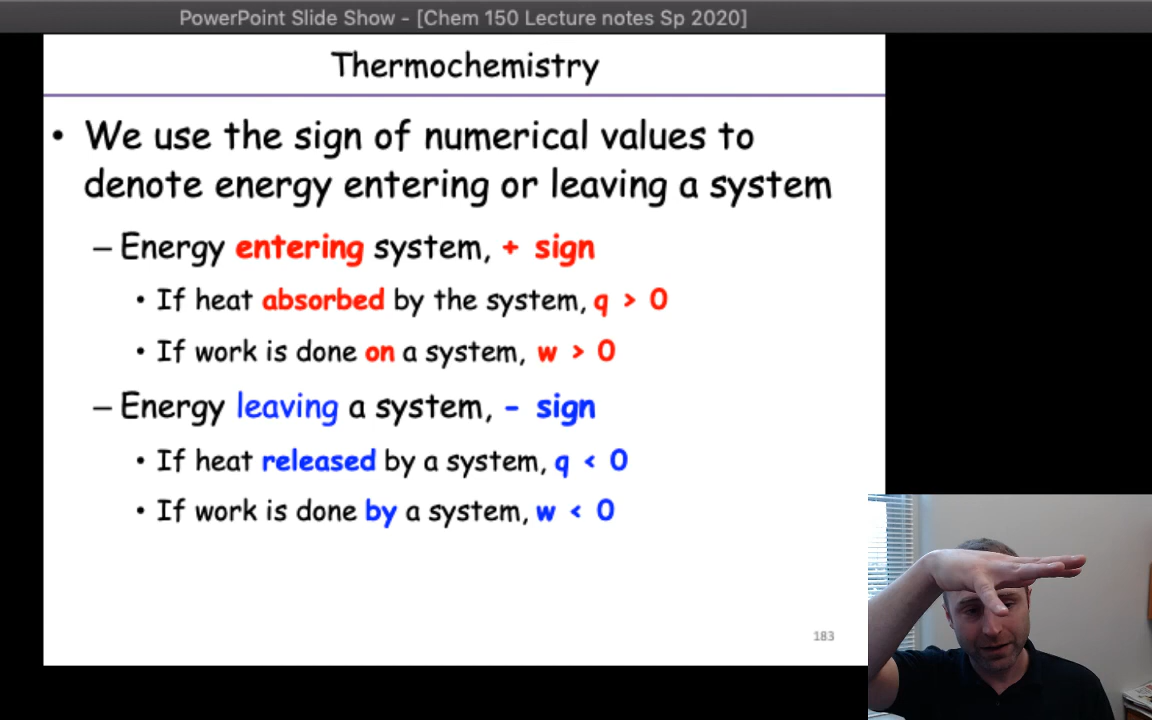 PowerPoint Slide Show - [Chem 150 Lecture notes Sp 2020]
Thermochemistry
• We use the sign of numerical values to
denote energy entering or leaving a system
– Energy entering system, + sign
• If heat absorbed by the system, q > 0
• If work is done on a system, w > 0
– Energy leaving a system, - sign
• If heat released by a system, q < 0
• If work is done by a system, w < 0
183